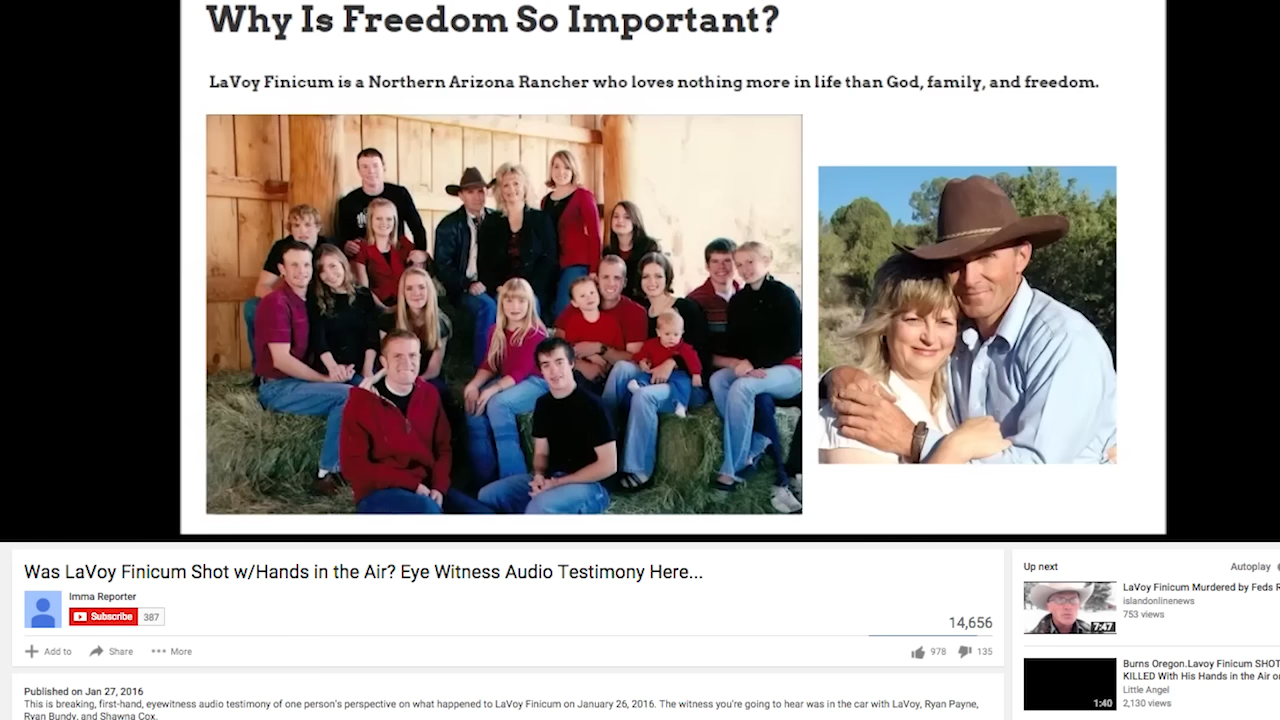 Why Is Freedom So Important?
LaVoy Finicum is a Northern Arizona Rancher who loves nothing more in life than God, family, and freedom.
Was LaVoy Finicum Shot w/Hands in the Air? Eye Witness Audio Testimony Here...
Imma Reporter
Subscribe 387
14,656
Add to Share More
978 135
Published on Jan 27, 2016
This is breaking, first-hand, eyewitness audio testimony of one person's perspective on what happened to LaVoy Finicum on January 26, 2016. The witness you're going to hear was in the car with LaVoy, Ryan Payne,
Ryan Bundy, and Shawna Cox.
Up next Autoplay
LaVoy Finicum Murdered by Feds R
islandonlinenews
753 views
7:47
Burns Oregon.Lavoy Finicum SHOT
KILLED With His Hands in the Air o
Little Angel
2,130 views
1:40